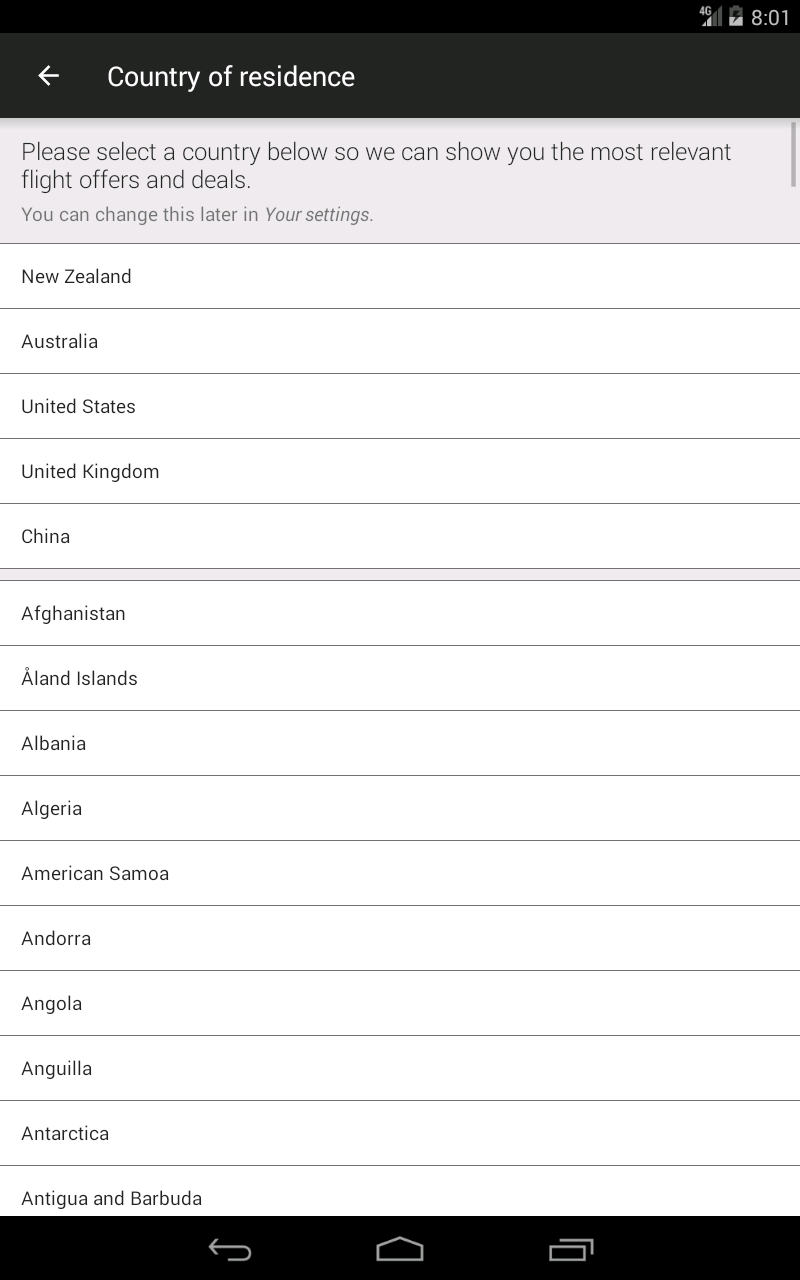 4G 8:01
Country of residence
Please select a country below so we can show you the most relevant
flight offers and deals.
You can change this later in Your settings.
New Zealand
Australia
United States
United Kingdom
China
Afghanistan
Åland Islands
Albania
Algeria
American Samoa
Andorra
Angola
Anguilla
Antarctica
Antigua and Barbuda